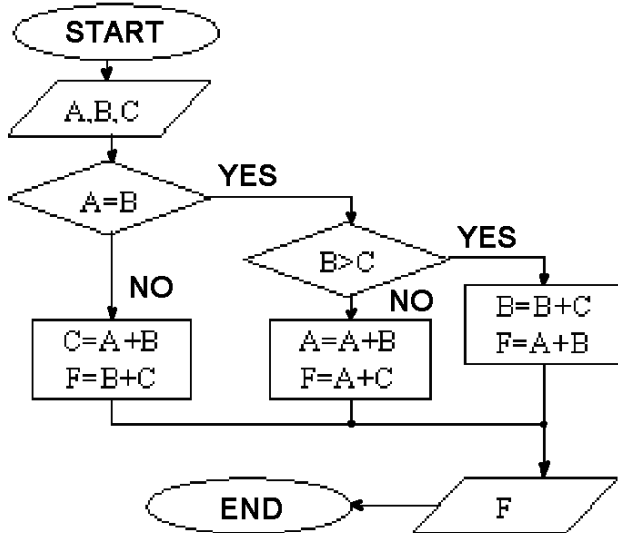 START
A,B,C
A=B
YES
B>C
YES
NO
NO
C=A+B
F=B+C
A=A+B
F=A+C
B=B+C
F=A+B
F
END